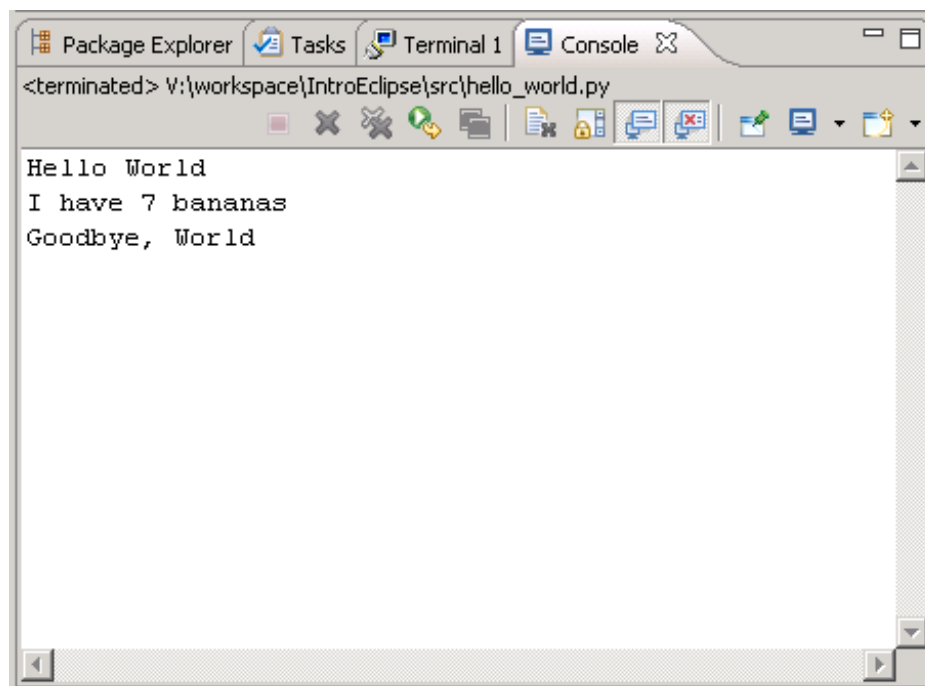 Package Explorer Tasks Terminal 1 Console
<terminated> V:\workspace\IntroEclipse\src\hello_world.py
Hello World
I have 7 bananas
Goodbye, World